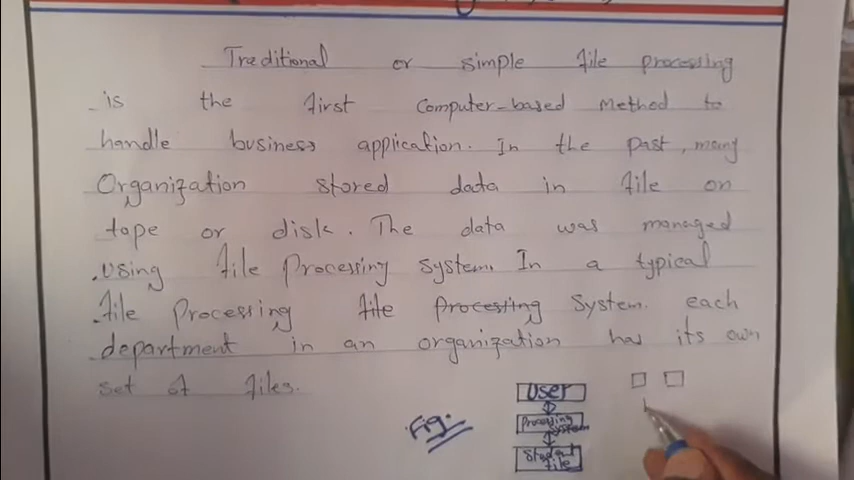 Traditional or simple file processing
is the first Computer-based Method to
handle business application. In the past, many
Organization stored data in file on
tape or disk. The data was managed
using file Processing system. In a typical
file Processing file processing System. each
department in an organization has its own
set of files.
Fig.
User
Processing
System
Student
file